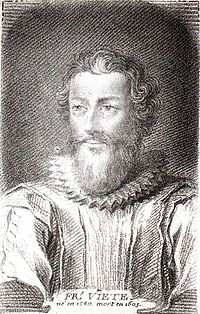 FR.s VIETE
né en 1540. mort en 1603.